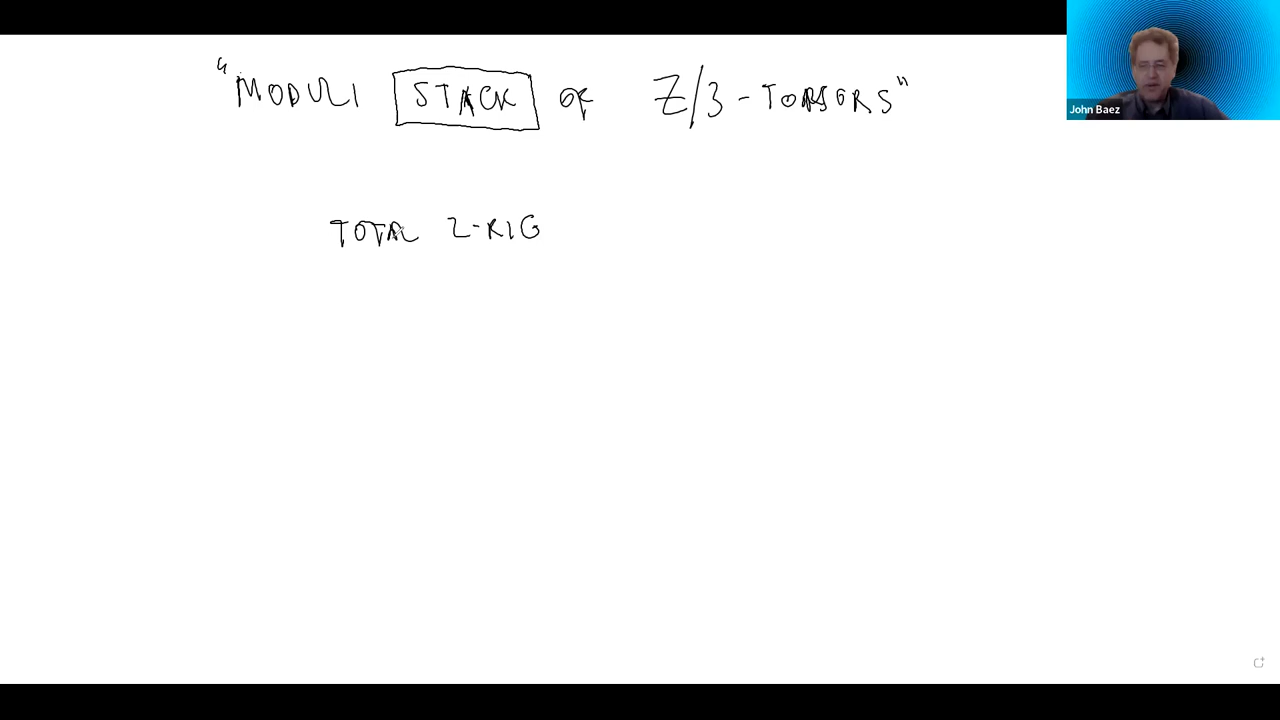 "MODULI STACK OF Z/3-TORSORS"
John Baez
TOTAL 2-RIG